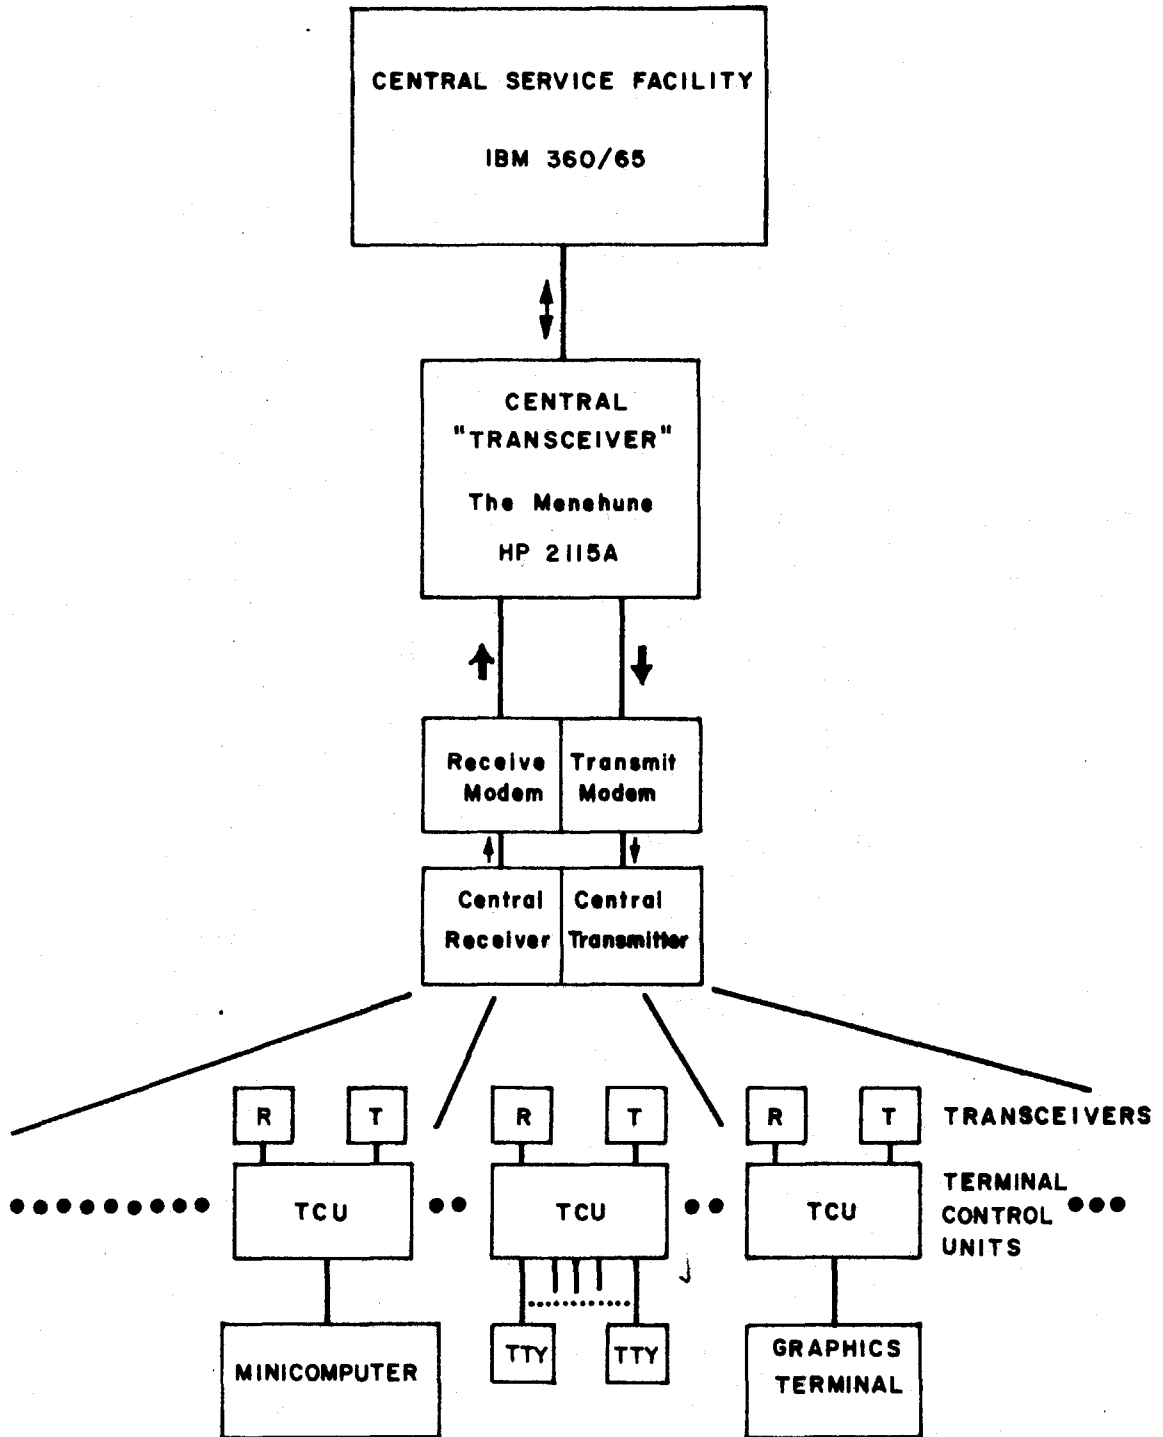 CENTRAL SERVICE FACILITY
IBM 360/65
CENTRAL
"TRANSCEIVER"
The Menehune
HP 2115A
Receive Modem
Transmit Modem
Central Receiver
Central Transmitter
R T R T R T TRANSCEIVERS
TCU TCU TCU
TERMINAL
CONTROL
UNITS
MINICOMPUTER
TTY TTY
GRAPHICS
TERMINAL